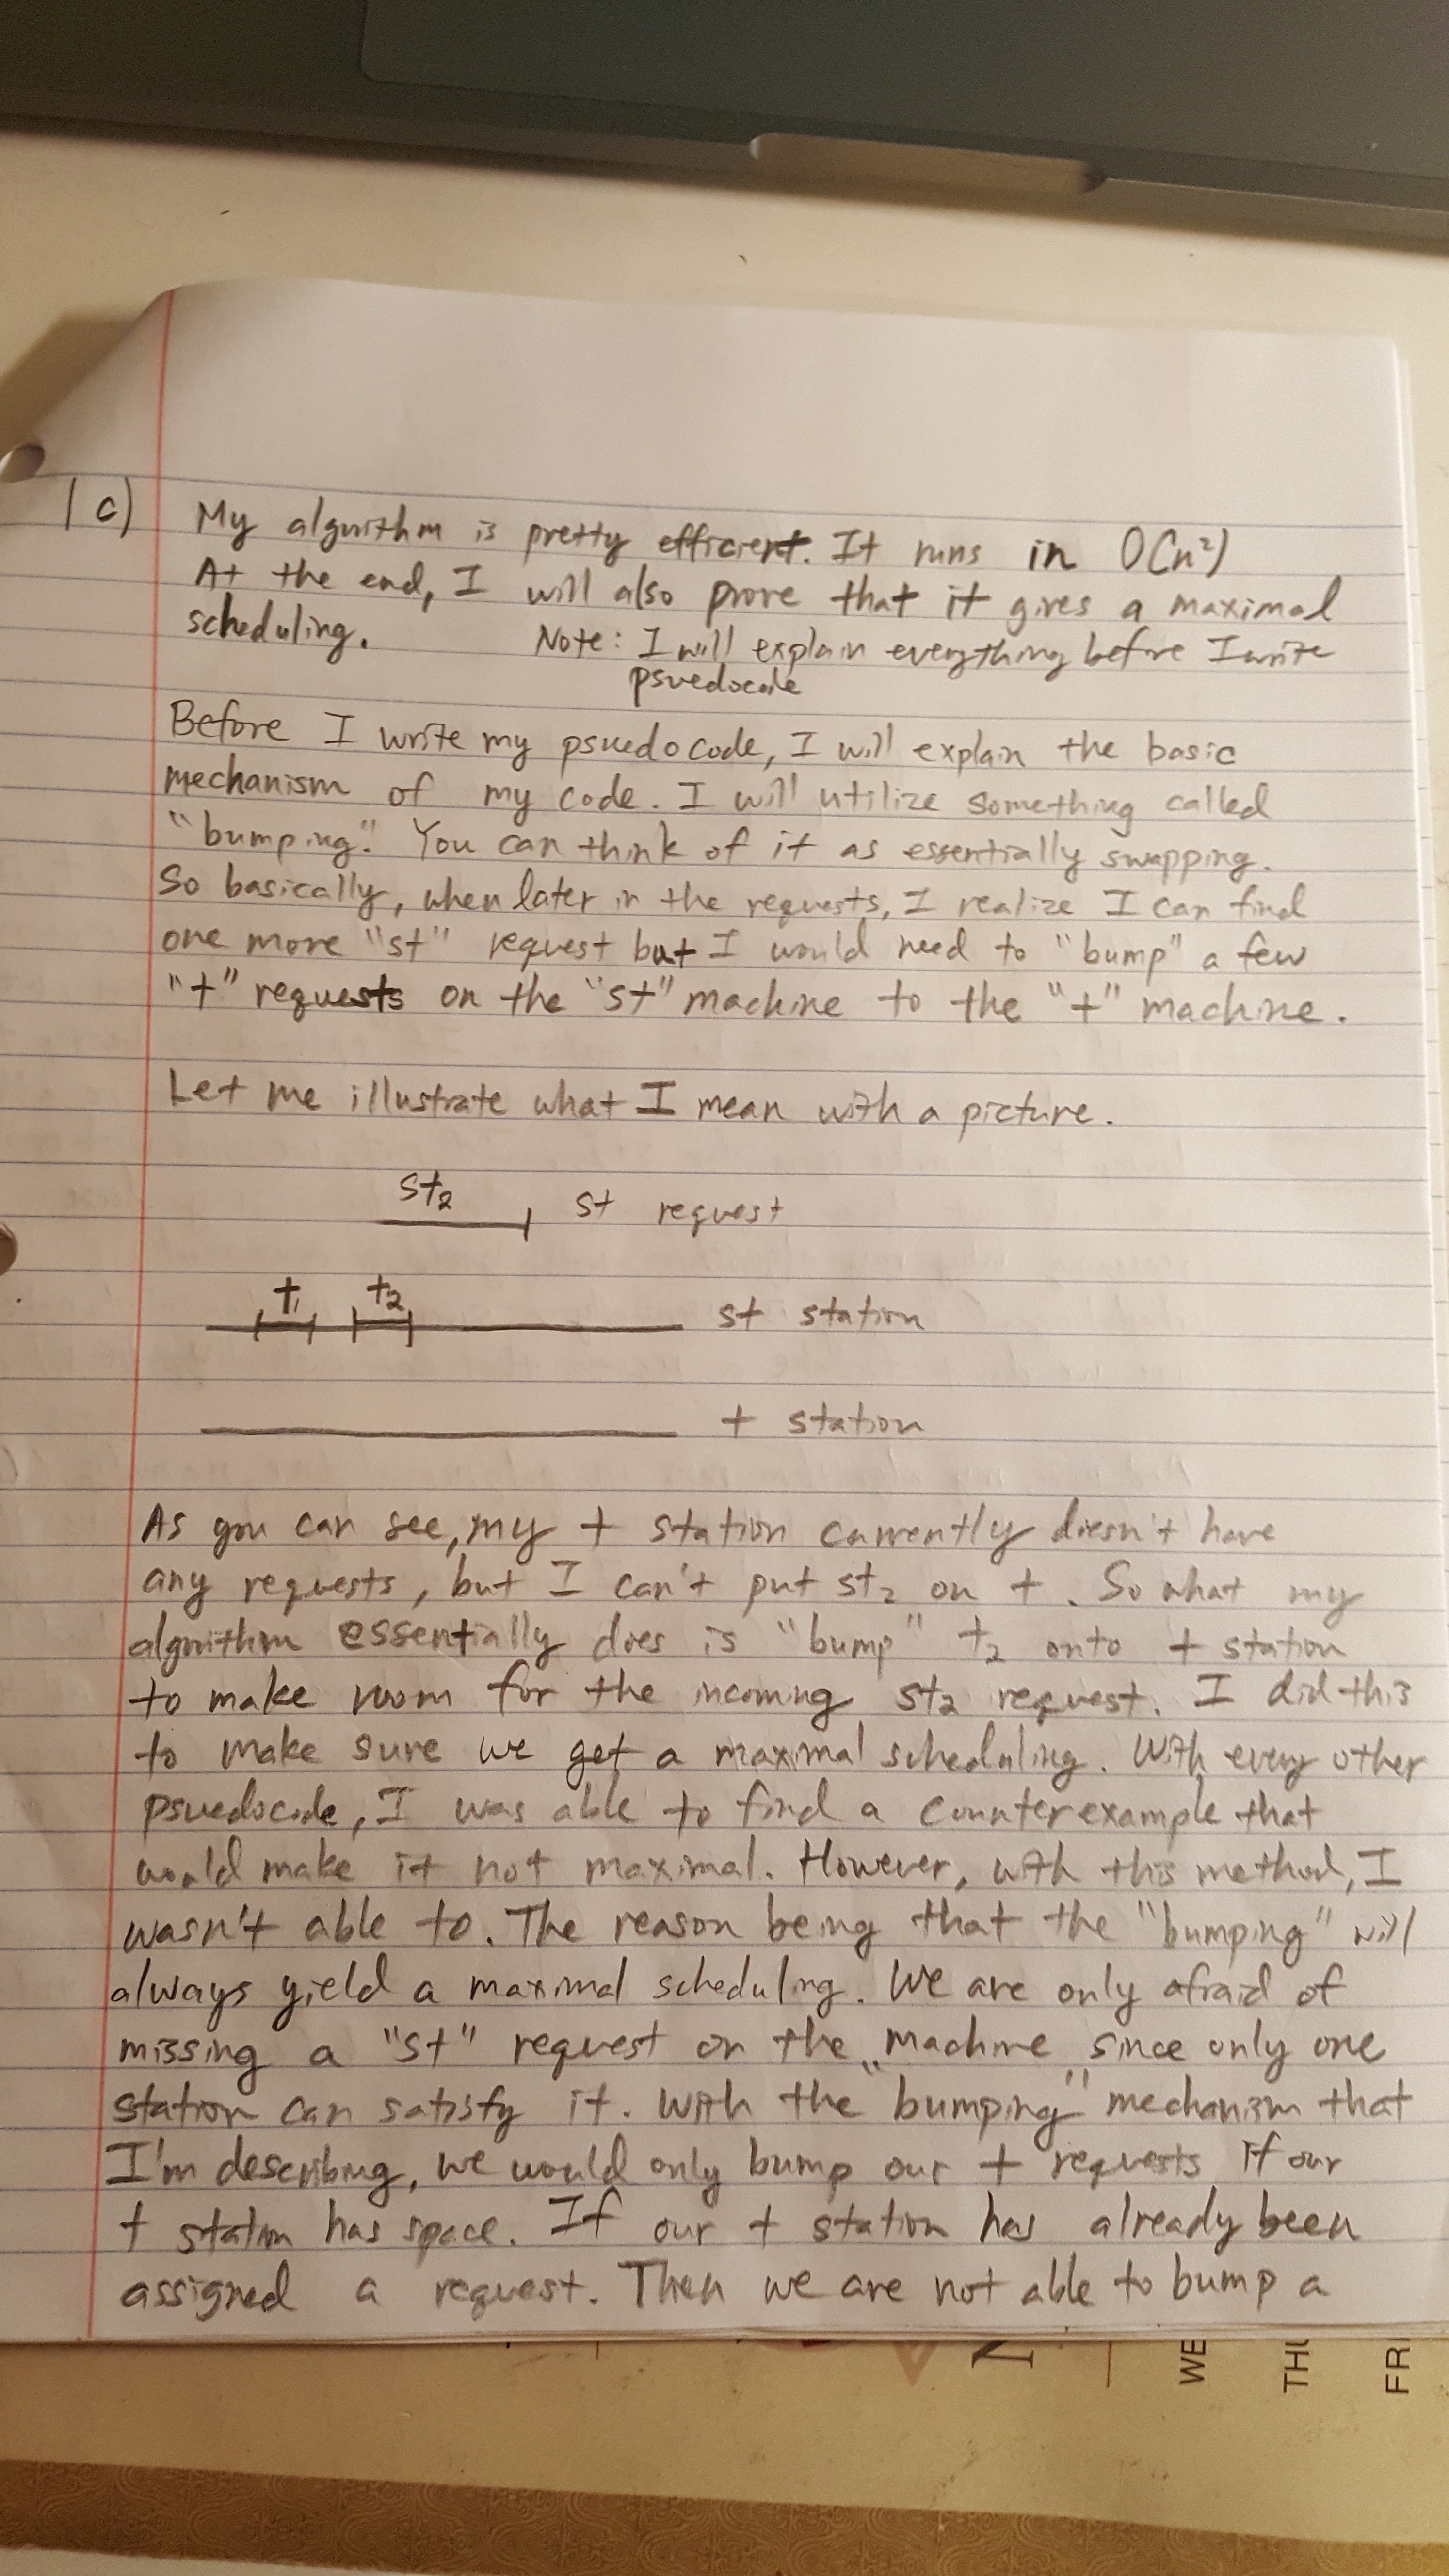 1c) My algorithm is pretty efficient. It runs in O(n²)
At the end, I will also prove that it gives a maximal
scheduling. Note: I will explain everything before I write
psuedocode
Before I write my psuedocode, I will explain the basic
mechanism of my code. I will utilize something called
"bumping". You can think of it as essentially swapping.
So basically, when later in the requests, I realize I can find
one more "st" request but I would need to "bump" a few
"t" requests on the "st" machine to the "t" machine.
Let me illustrate what I mean with a picture.
st₂ st request
t₁ t₂ st station
t station
As you can see, my t station currently doesn't have
any requests, but I can't put st₂ on t. So what my
algorithm essentially does is "bump" t₂ onto t station
to make room for the incoming st₂ request. I did this
to make sure we get a maximal scheduling. With every other
psuedocode, I was able to find a counterexample that
would make it not maximal. However, with this method, I
wasn't able to. The reason being that the "bumping" will
always yield a maximal scheduling. We are only afraid of
missing a "st" request on the "machine" since only one
station can satisfy it. With the "bumping" mechanism that
I'm describing, we would only bump our t requests if our
t station has space. If our t station has already been
assigned a request. Then we are not able to bump a
WE
THU
FR